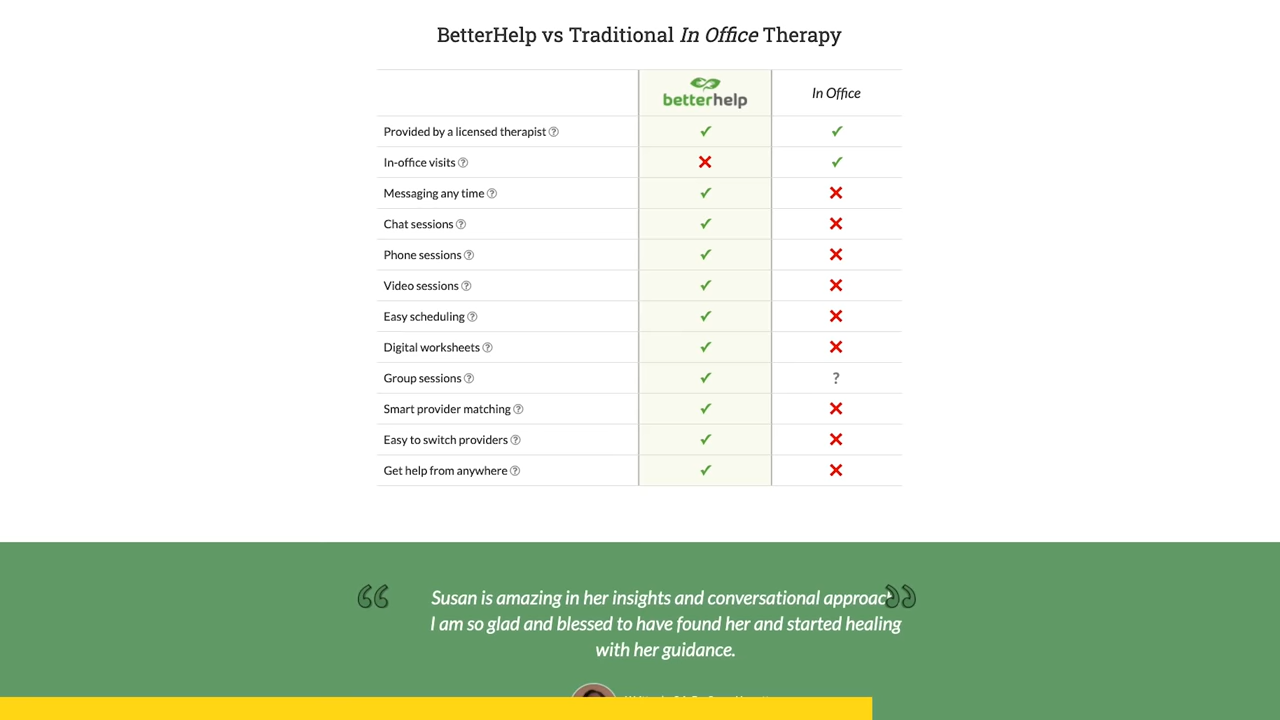 BetterHelp vs Traditional In Office Therapy
betterhelp In Office
Provided by a licensed therapist ? ✔ ✔
In-office visits ? ✖ ✔
Messaging any time ? ✔ ✖
Chat sessions ? ✔ ✖
Phone sessions ? ✔ ✖
Video sessions ? ✔ ✖
Easy scheduling ? ✔ ✖
Digital worksheets ? ✔ ✖
Group sessions ? ✔ ?
Smart provider matching ? ✔ ✖
Easy to switch providers ? ✔ ✖
Get help from anywhere ? ✔ ✖
“ Susan is amazing in her insights and conversational approach ”
I am so glad and blessed to have found her and started healing
with her guidance.